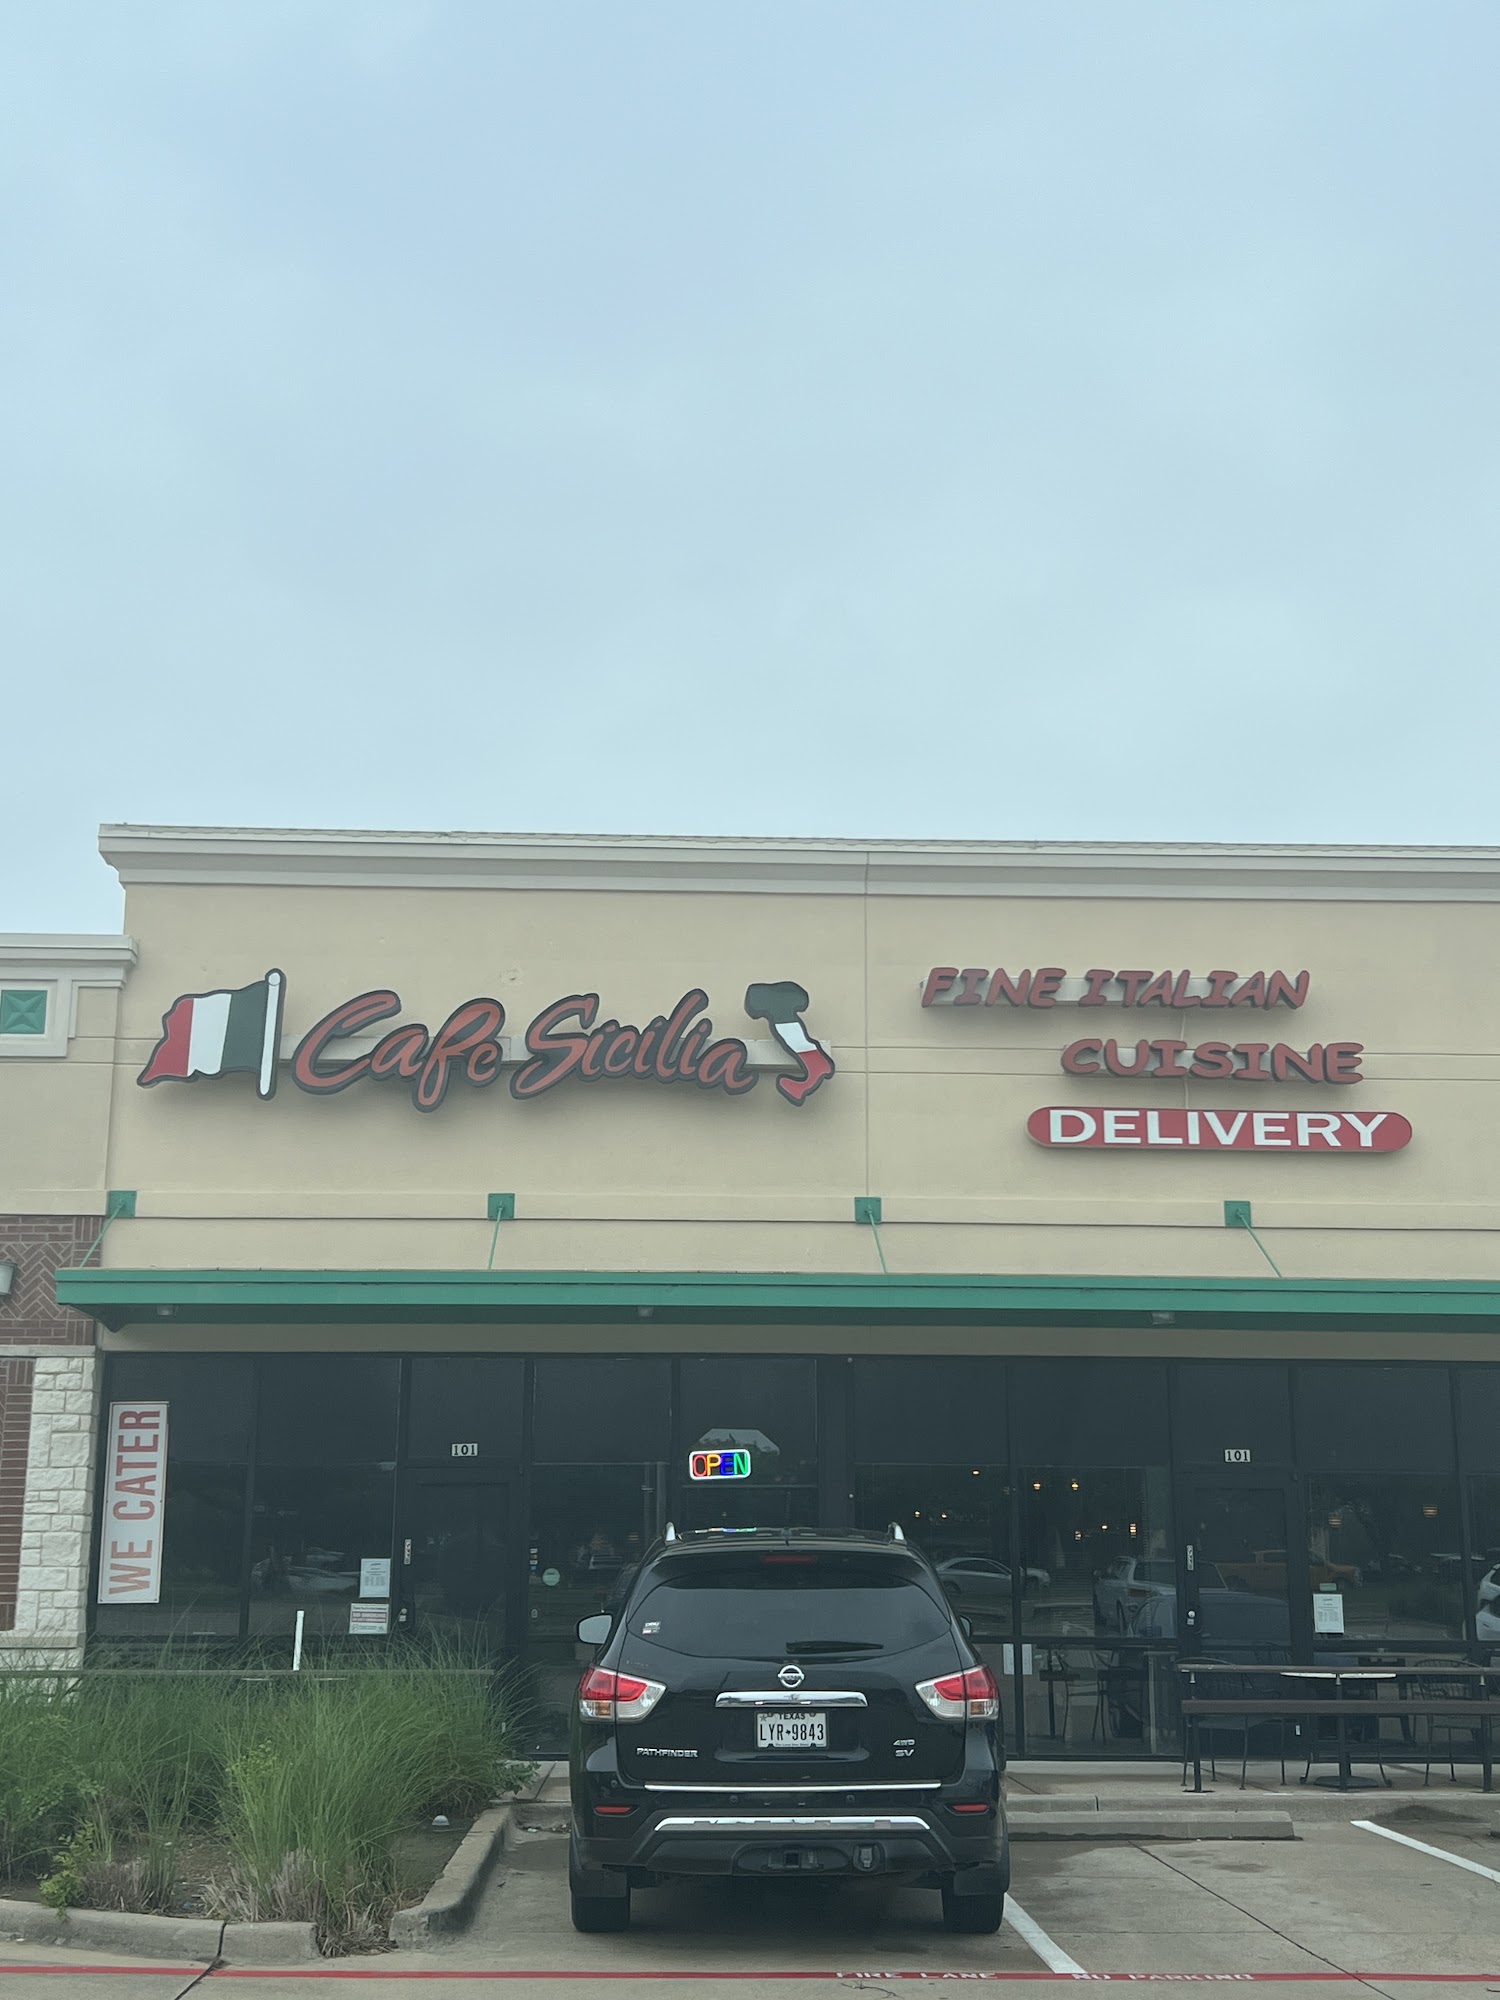 Cafe Sicilia
FINE ITALIAN
CUISINE
DELIVERY
WE CATER
101
OPEN
101
TEXAS
LYR★9843
PATHFINDER
4WD
SV
FIRE LANE NO PARKING